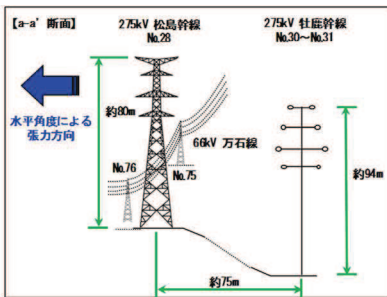 【a-a' 断面】
275kV 松島幹線
No.28
275kV 牡鹿幹線
No.30～No.31
約80m
水平角度による
張力方向
66kV 万石線
No.76
No.75
約94m
約75m